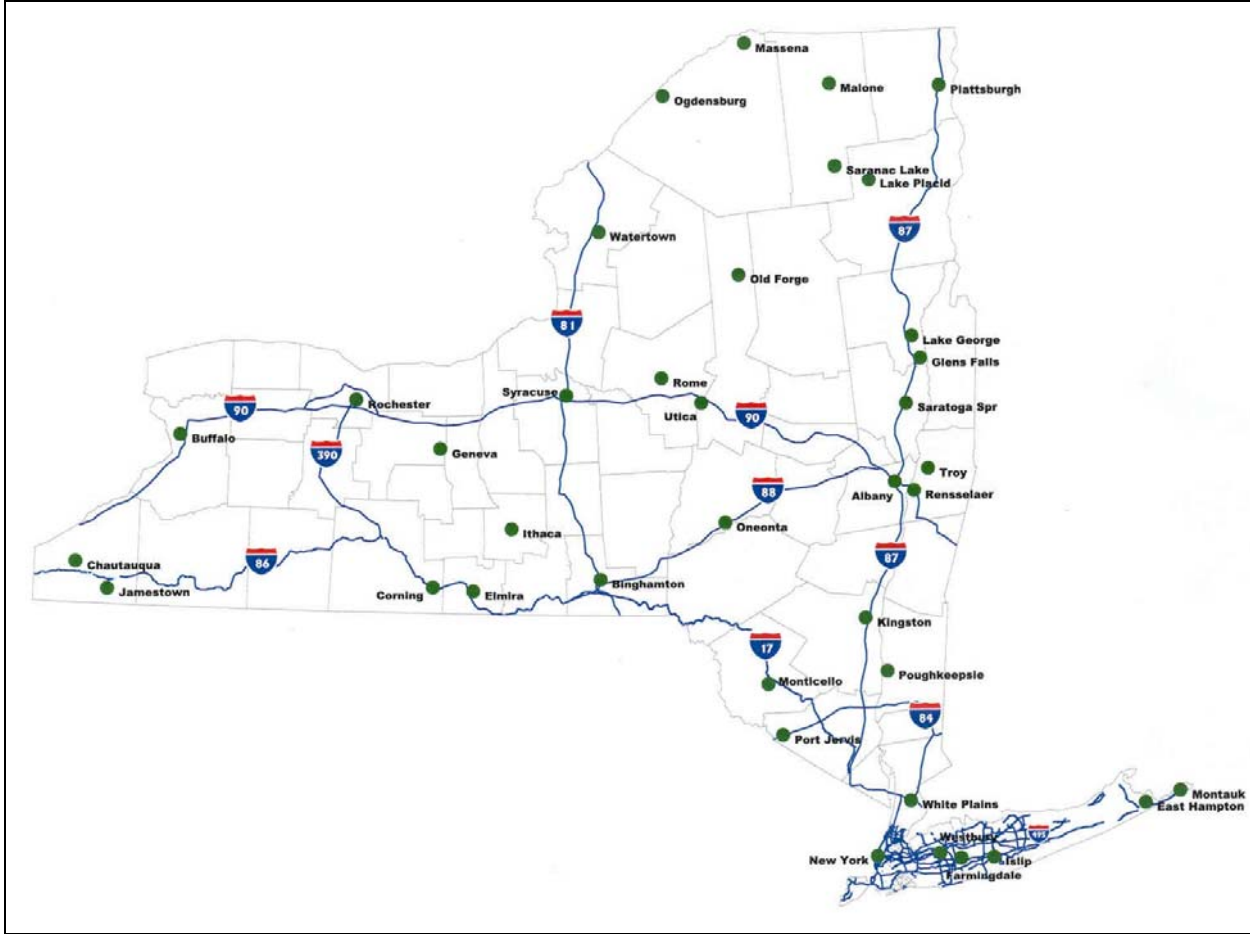 Massena
Malone
Plattsburgh
Ogdensburg
Saranac Lake
Lake Placid
87
Watertown
Old Forge
81
Lake George
Glens Falls
Rome
Syracuse
Rochester
90
Utica
90
Saratoga Spr
Buffalo
390
Geneva
Troy
88
Albany
Rensselaer
Oneonta
Ithaca
87
86
Chautauqua
Jamestown
Corning
Elmira
Binghamton
Kingston
17
Monticello
Poughkeepsie
84
Port Jervis
Montauk
East Hampton
White Plains
Westbury
New York
Islip
Farmingdale